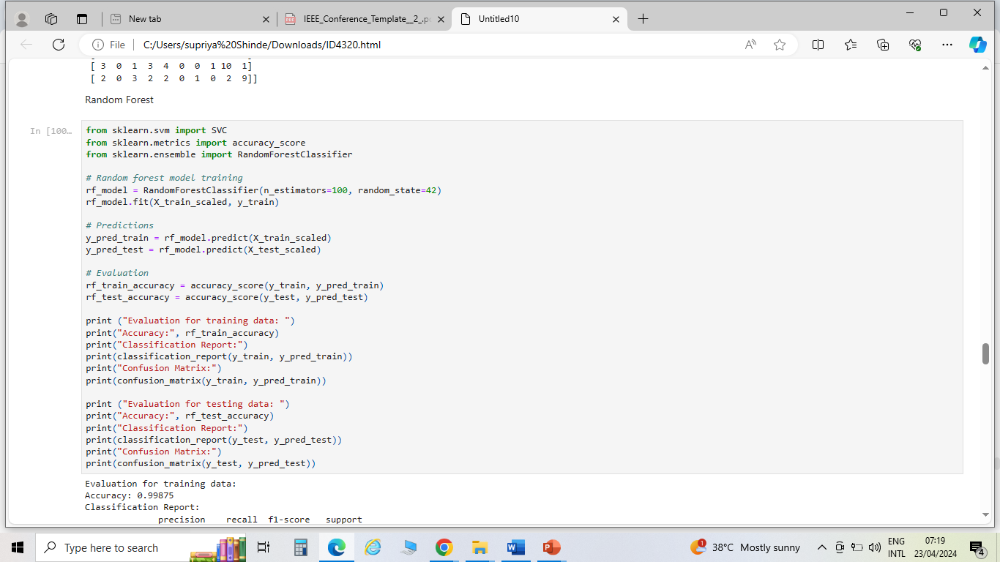 New tab
IEEE_Conference_Template__2_.p
Untitled10
File
C:/Users/supriya%20Shinde/Downloads/ID4320.html
[ 3 0 1 3 4 0 0 1 10 1]
[ 2 0 3 2 2 0 1 0 2 9]]
Random Forest
In [100…
from sklearn.svm import SVC
from sklearn.metrics import accuracy_score
from sklearn.ensemble import RandomForestClassifier
# Random forest model training
rf_model = RandomForestClassifier(n_estimators=100, random_state=42)
rf_model.fit(X_train_scaled, y_train)
# Predictions
y_pred_train = rf_model.predict(X_train_scaled)
y_pred_test = rf_model.predict(X_test_scaled)
# Evaluation
rf_train_accuracy = accuracy_score(y_train, y_pred_train)
rf_test_accuracy = accuracy_score(y_test, y_pred_test)
print ("Evaluation for training data: ")
print("Accuracy:", rf_train_accuracy)
print("Classification Report:")
print(classification_report(y_train, y_pred_train))
print("Confusion Matrix:")
print(confusion_matrix(y_train, y_pred_train))
print ("Evaluation for testing data: ")
print("Accuracy:", rf_test_accuracy)
print("Classification Report:")
print(classification_report(y_test, y_pred_test))
print("Confusion Matrix:")
print(confusion_matrix(y_test, y_pred_test))
Evaluation for training data:
Accuracy: 0.99875
Classification Report:
precision recall f1-score support
Type here to search
38°C Mostly sunny
ENG
INTL
07:19
23/04/2024
4